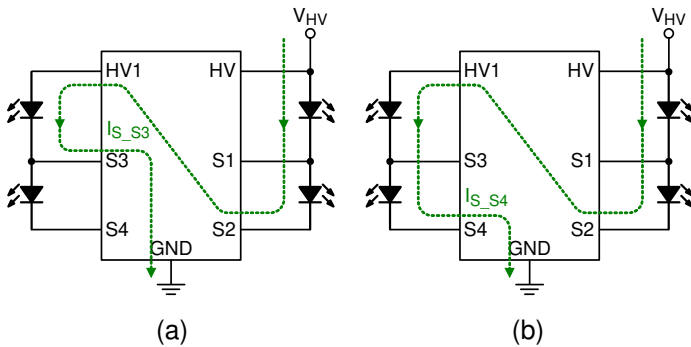 V_HV
HV1 HV
I_S_S3
S3 S1
S4 S2
GND
(a)
V_HV
HV1 HV
S3 S1
I_S_S4
S4 S2
GND
(b)